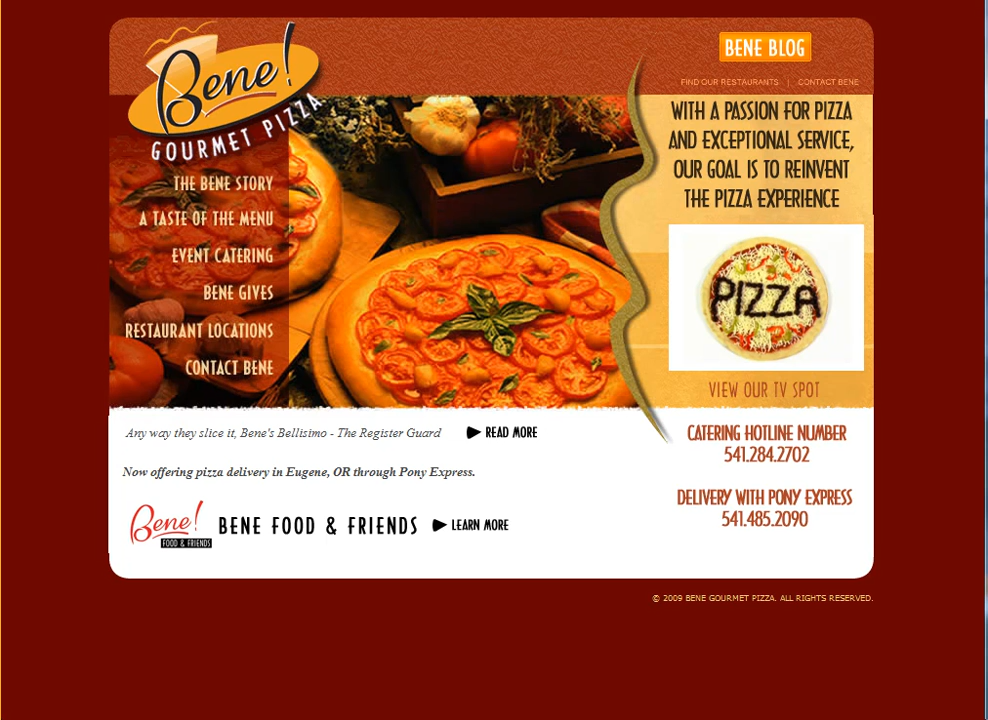 Bene!
GOURMET PIZZA
BENE BLOG
FIND OUR RESTAURANTS | CONTACT BENE
THE BENE STORY
A TASTE OF THE MENU
EVENT CATERING
BENE GIVES
RESTAURANT LOCATIONS
CONTACT BENE
WITH A PASSION FOR PIZZA
AND EXCEPTIONAL SERVICE,
OUR GOAL IS TO REINVENT
THE PIZZA EXPERIENCE
PIZZA
VIEW OUR TV SPOT
Any way they slice it, Bene's Bellisimo - The Register Guard
READ MORE
Now offering pizza delivery in Eugene, OR through Pony Express.
Bene!
FOOD & FRIENDS
BENE FOOD & FRIENDS
LEARN MORE
CATERING HOTLINE NUMBER
541.284.2702
DELIVERY WITH PONY EXPRESS
541.485.2090
© 2009 BENE GOURMET PIZZA. ALL RIGHTS RESERVED.